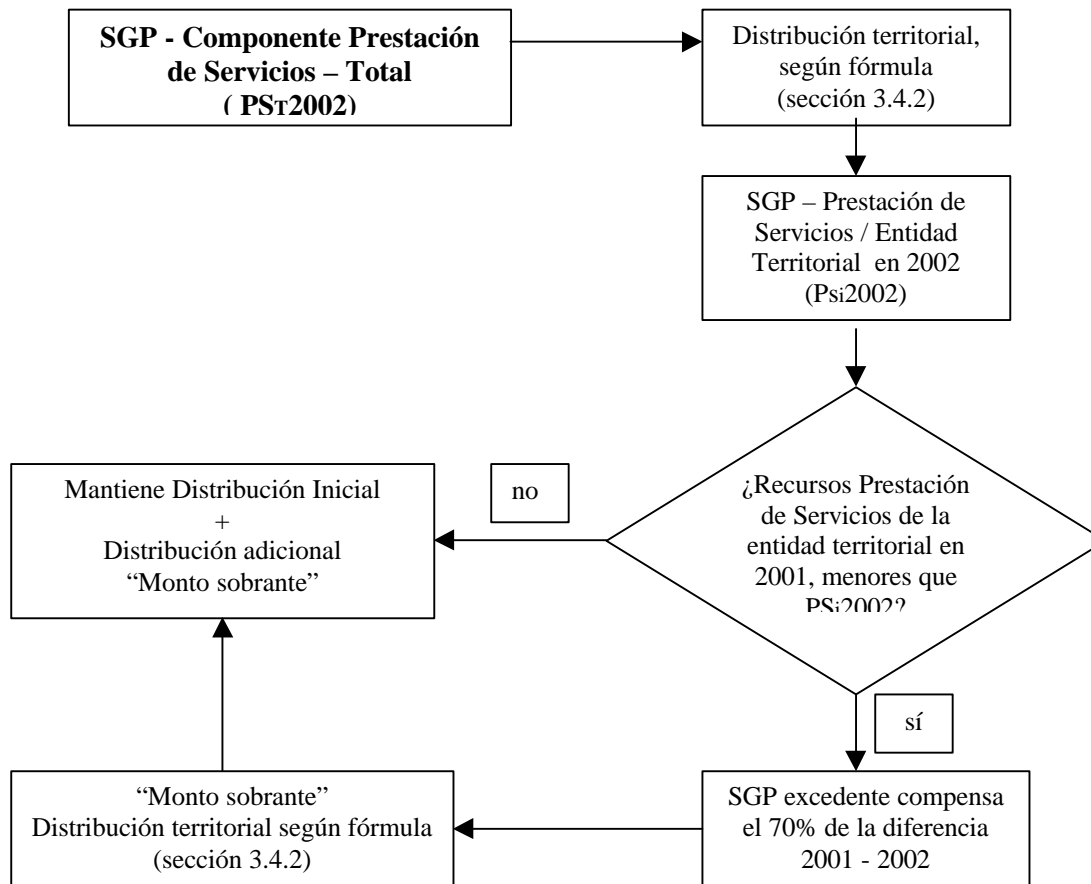 SGP - Componente Prestación
de Servicios – Total
( PST2002)
Distribución territorial,
según fórmula
(sección 3.4.2)
SGP – Prestación de
Servicios / Entidad
Territorial en 2002
(Psi2002)
¿Recursos Prestación
de Servicios de la
entidad territorial en
2001, menores que
PSi2002?
no
Mantiene Distribución Inicial
+
Distribución adicional
“Monto sobrante”
sí
SGP excedente compensa
el 70% de la diferencia
2001 - 2002
“Monto sobrante”
Distribución territorial según fórmula
(sección 3.4.2)